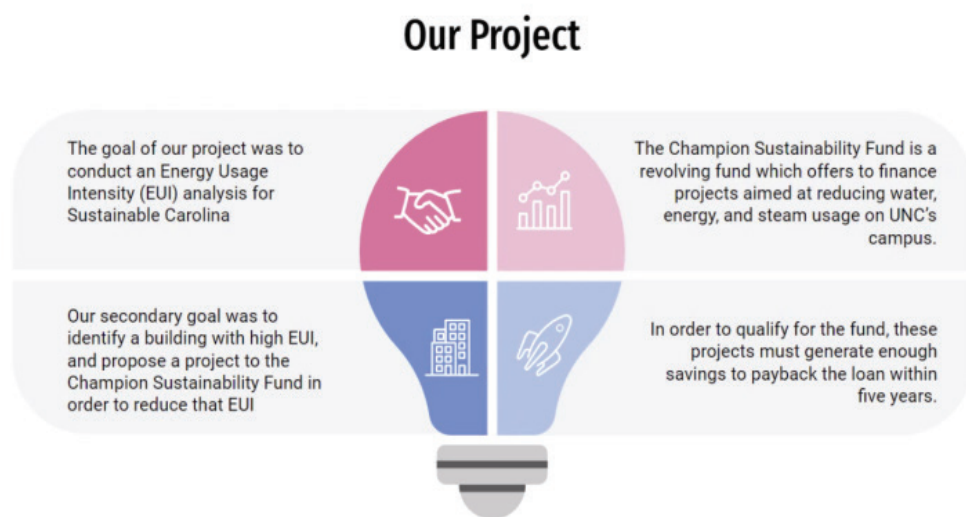 Our Project
The goal of our project was to
conduct an Energy Usage
Intensity (EUI) analysis for
Sustainable Carolina
The Champion Sustainability Fund is a
revolving fund which offers to finance
projects aimed at reducing water,
energy, and steam usage on UNC's
campus.
Our secondary goal was to
identify a building with high EUI,
and propose a project to the
Champion Sustainability Fund in
order to reduce that EUI
In order to qualify for the fund, these
projects must generate enough
savings to payback the loan within
five years.